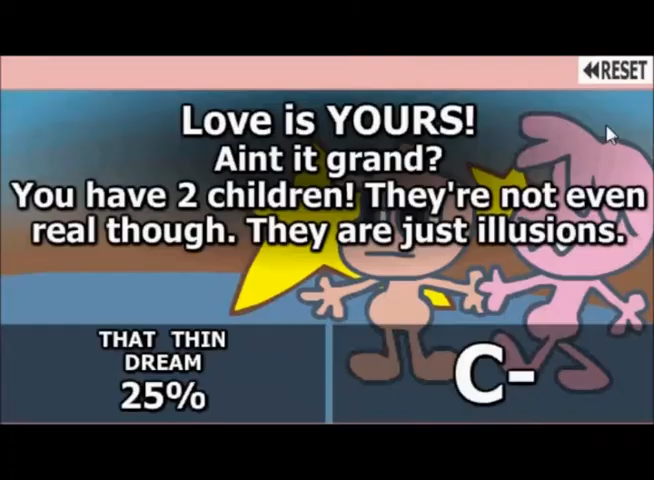 RESET
Love is YOURS!
Aint it grand?
You have 2 children! They're not even
real though. They are just illusions.
THAT THIN
DREAM
25%
C-